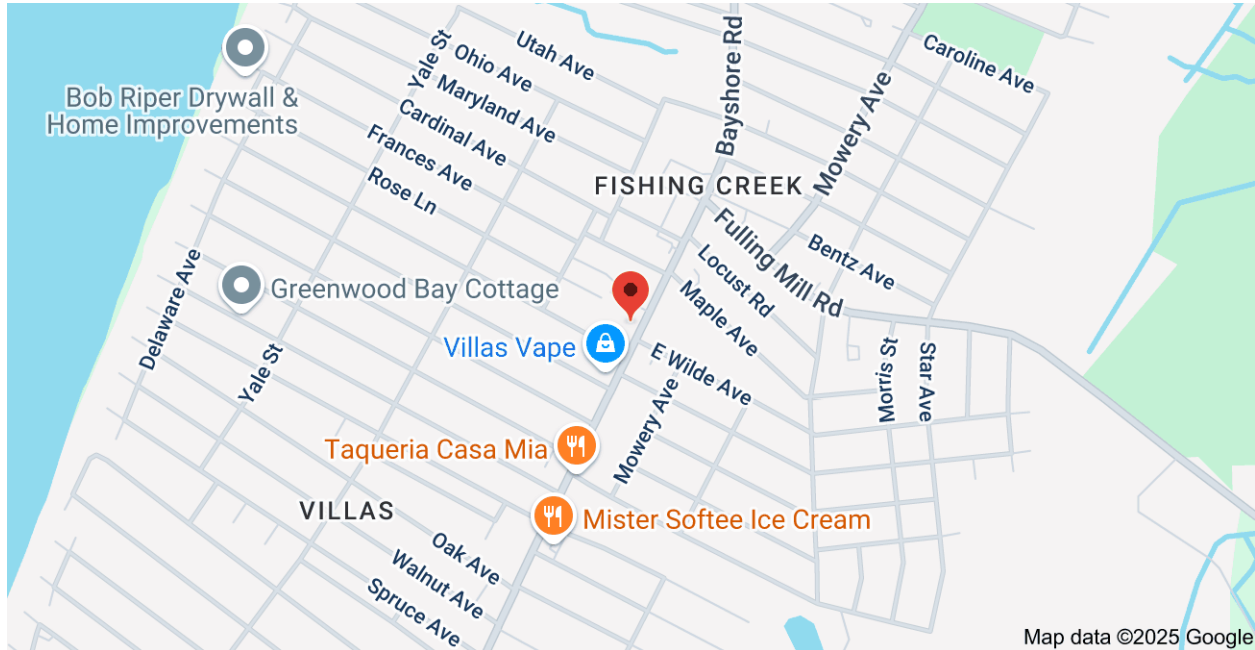 Utah Ave
Bayshore Rd
Caroline Ave
Yale St
Ohio Ave
Maryland Ave
Mowery Ave
Bob Riper Drywall &
Home Improvements
Cardinal Ave
Frances Ave
Rose Ln
FISHING CREEK
Fulling Mill Rd
Bentz Ave
Locust Rd
Delaware Ave
Greenwood Bay Cottage
Maple Ave
Villas Vape
Yale St
E Wilde Ave
Morris St
Star Ave
Taqueria Casa Mia
Mowery Ave
VILLAS
Mister Softee Ice Cream
Oak Ave
Walnut Ave
Spruce Ave
Map data ©2025 Google